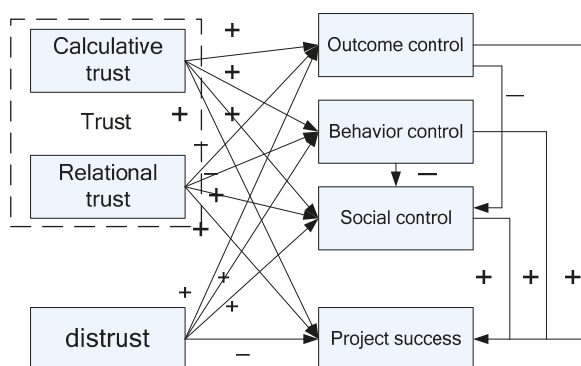 Calculative
trust
Trust
Relational
trust
distrust
Outcome control
Behavior control
Social control
Project success
+
+
+
+
−
−
+
+
+
+
+
−
−
−
+
+
+